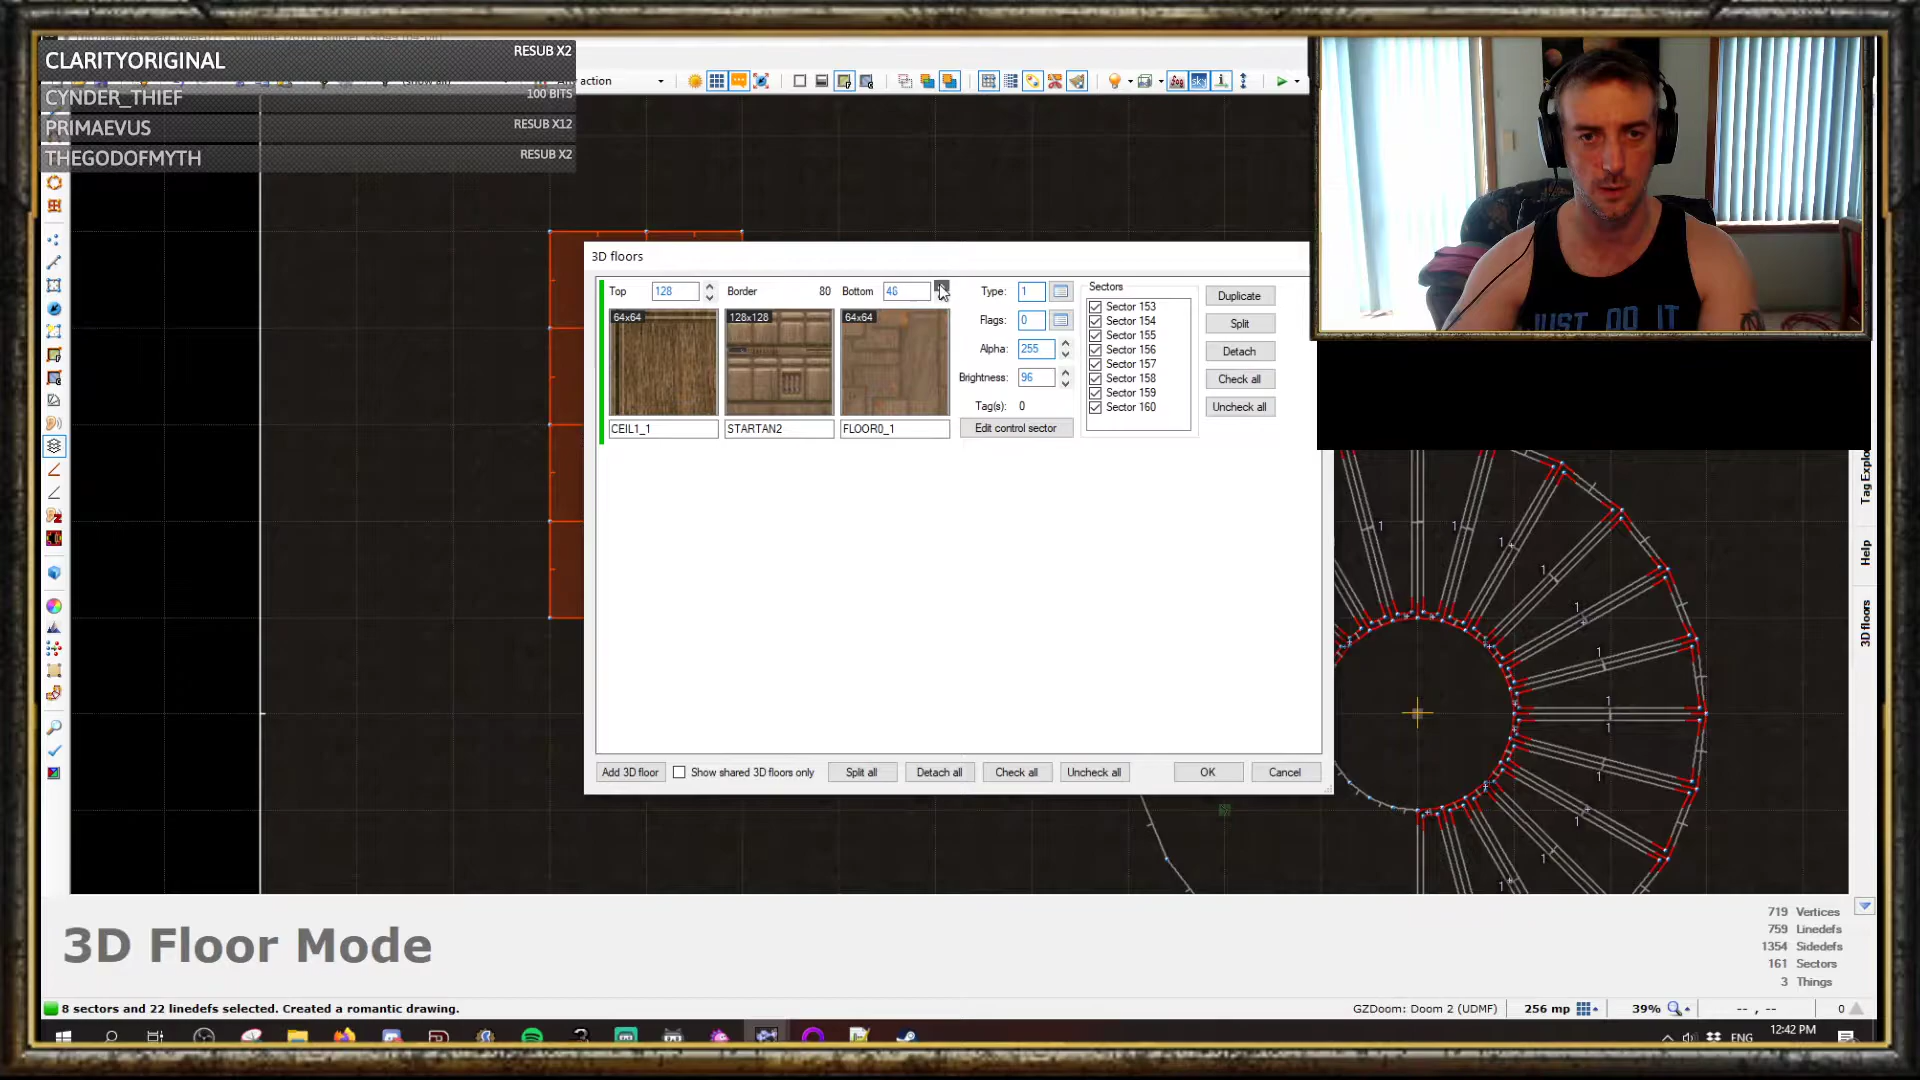 CLARITYORIGINAL RESUB X2
CYNDER_THIEF 100 BITS
PRIMAEVUS RESUB X12
THEGODOFMYTH RESUB X2
action
3D floors
Top 128 Border 80 Bottom 46 Type: 1 Sectors Duplicate
64x64 128x128 64x64
Flags: 0 Split
Alpha: 255 Detach
Brightness: 96 Check all
Tag(s): 0 Uncheck all
CEIL1_1 STARTAN2 FLOOR0_1 Edit control sector
Sector 153
Sector 154
Sector 155
Sector 156
Sector 157
Sector 158
Sector 159
Sector 160
JUST DO IT
Add 3D floor Show shared 3D floors only Split all Detach all Check all Uncheck all OK Cancel
Help
3D floors
3D Floor Mode
719 Vertices
759 Linedefs
1354 Sidedefs
161 Sectors
3 Things
8 sectors and 22 linedefs selected. Created a romantic drawing.
GZDoom: Doom 2 (UDMF) 256 mp 39% -- , -- 0
ENG 12:42 PM